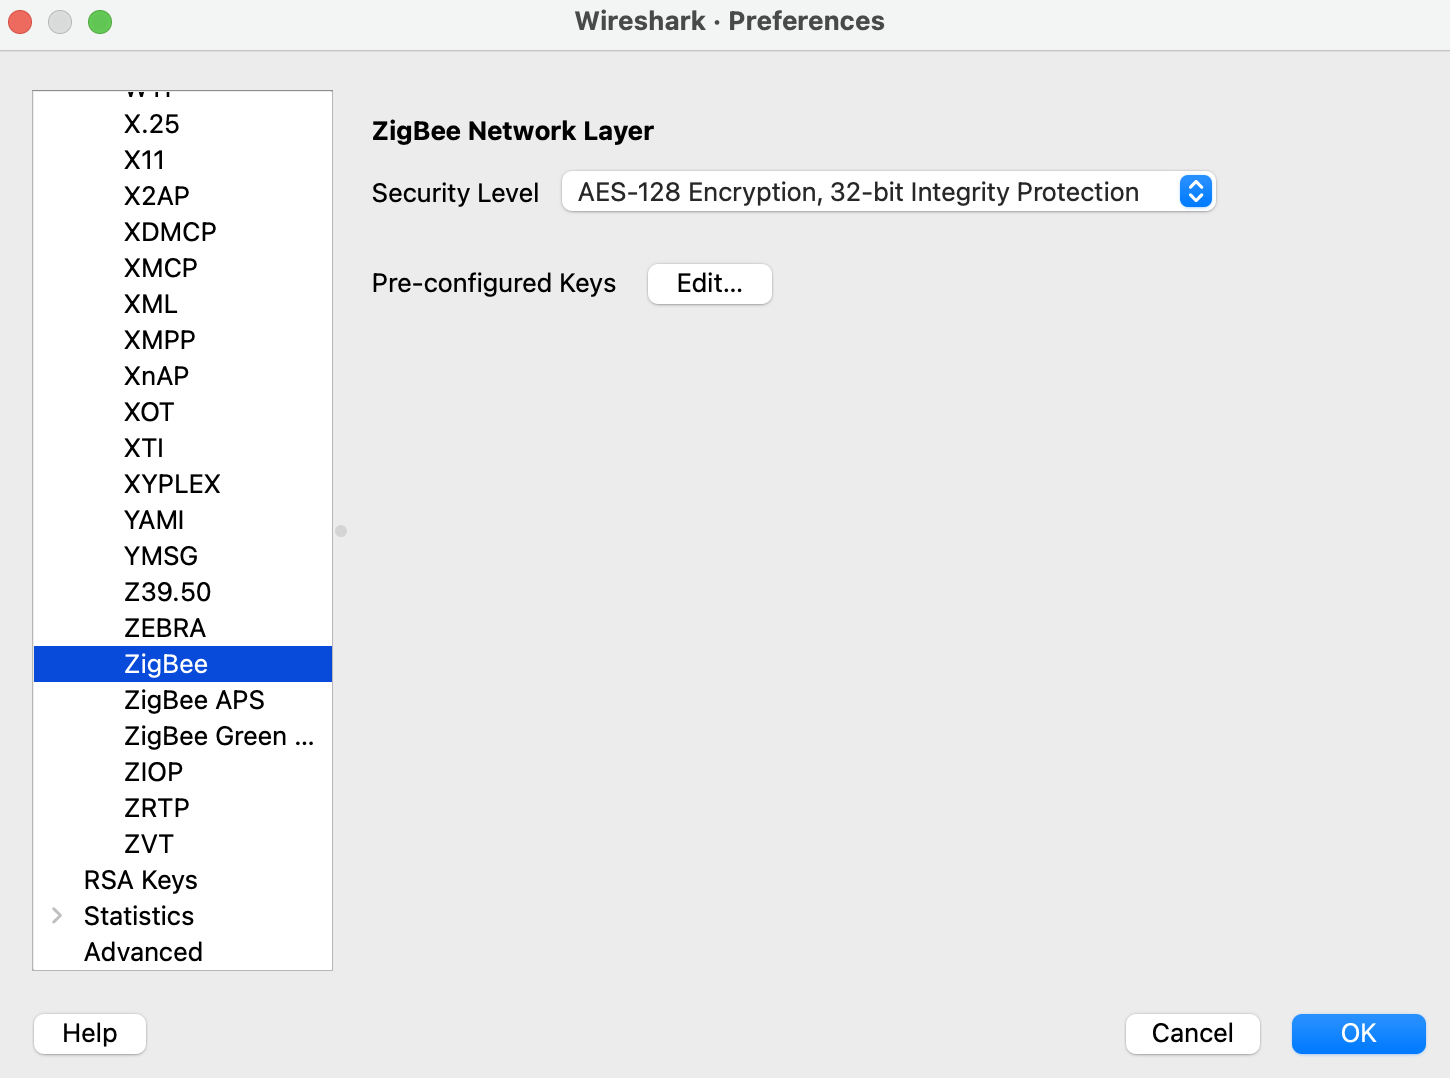 Wireshark · Preferences
X.25
X11
X2AP
XDMCP
XMCP
XML
XMPP
XnAP
XOT
XTI
XYPLEX
YAMI
YMSG
Z39.50
ZEBRA
ZigBee
ZigBee APS
ZigBee Green ...
ZIOP
ZRTP
ZVT
RSA Keys
Statistics
Advanced
ZigBee Network Layer
Security Level AES-128 Encryption, 32-bit Integrity Protection
Pre-configured Keys Edit...
Help Cancel OK